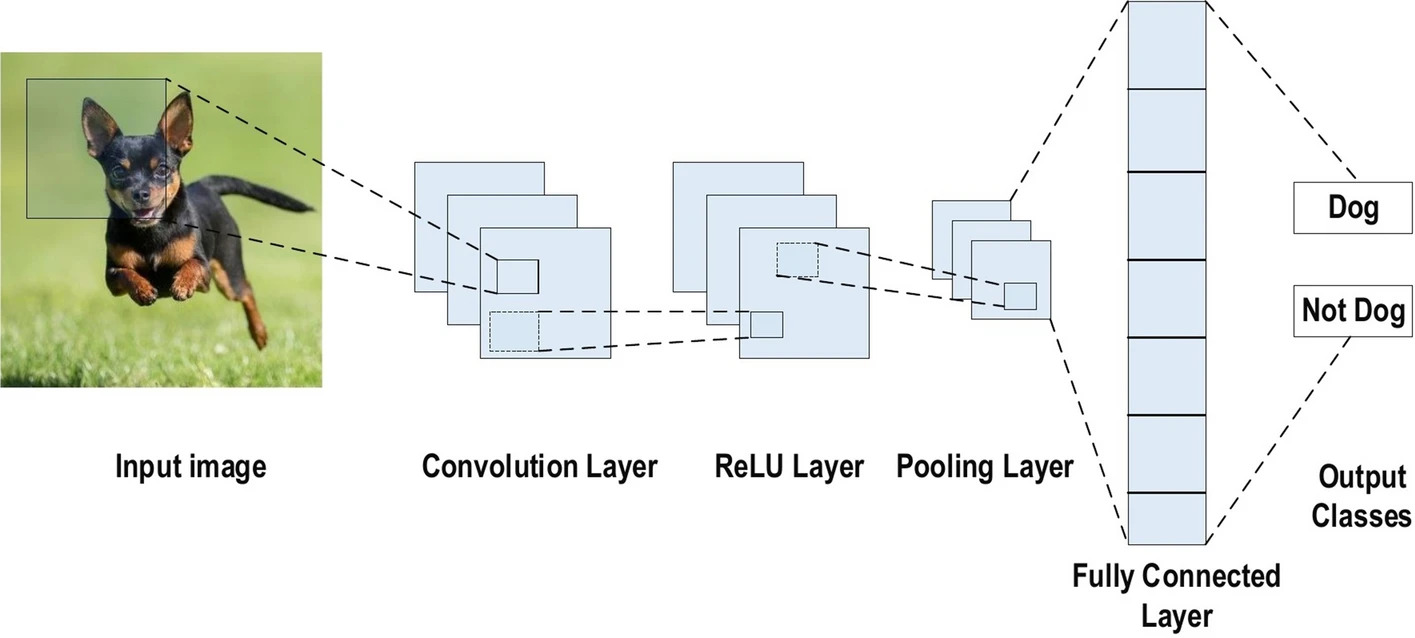 Dog
Not Dog
Input image
Convolution Layer
ReLU Layer
Pooling Layer
Output
Classes
Fully Connected
Layer